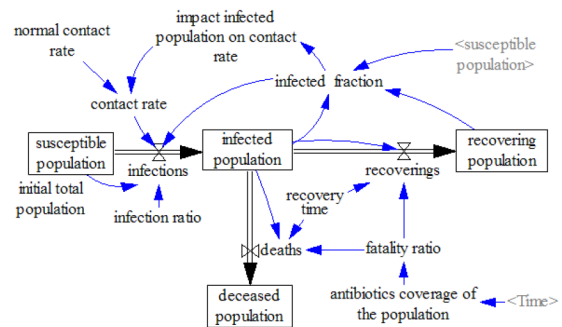 normal contact
rate
impact infected
population on contact
rate
<susceptible
population>
infected fraction
contact rate
susceptible
population
infected
population
recovering
population
infections
recoverings
initial total
population
infection ratio
recovery
time
deaths
fatality ratio
deceased
population
antibiotics coverage of
the population
<Time>